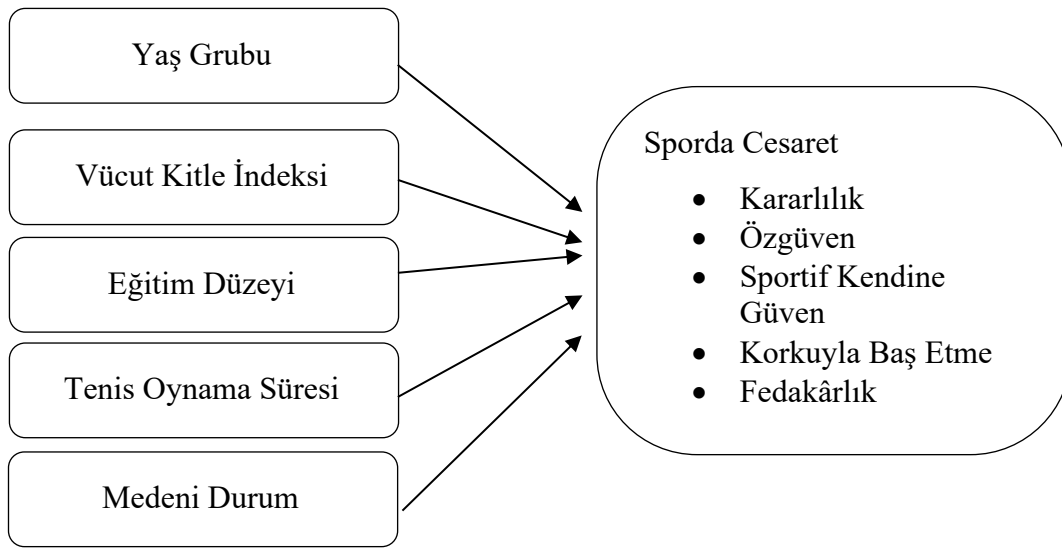 Yaş Grubu
Vücut Kitle İndeksi
Eğitim Düzeyi
Tenis Oynama Süresi
Medeni Durum
Sporda Cesaret
• Kararlılık
• Özgüven
• Sportif Kendine
Güven
• Korkuyla Baş Etme
• Fedakârlık